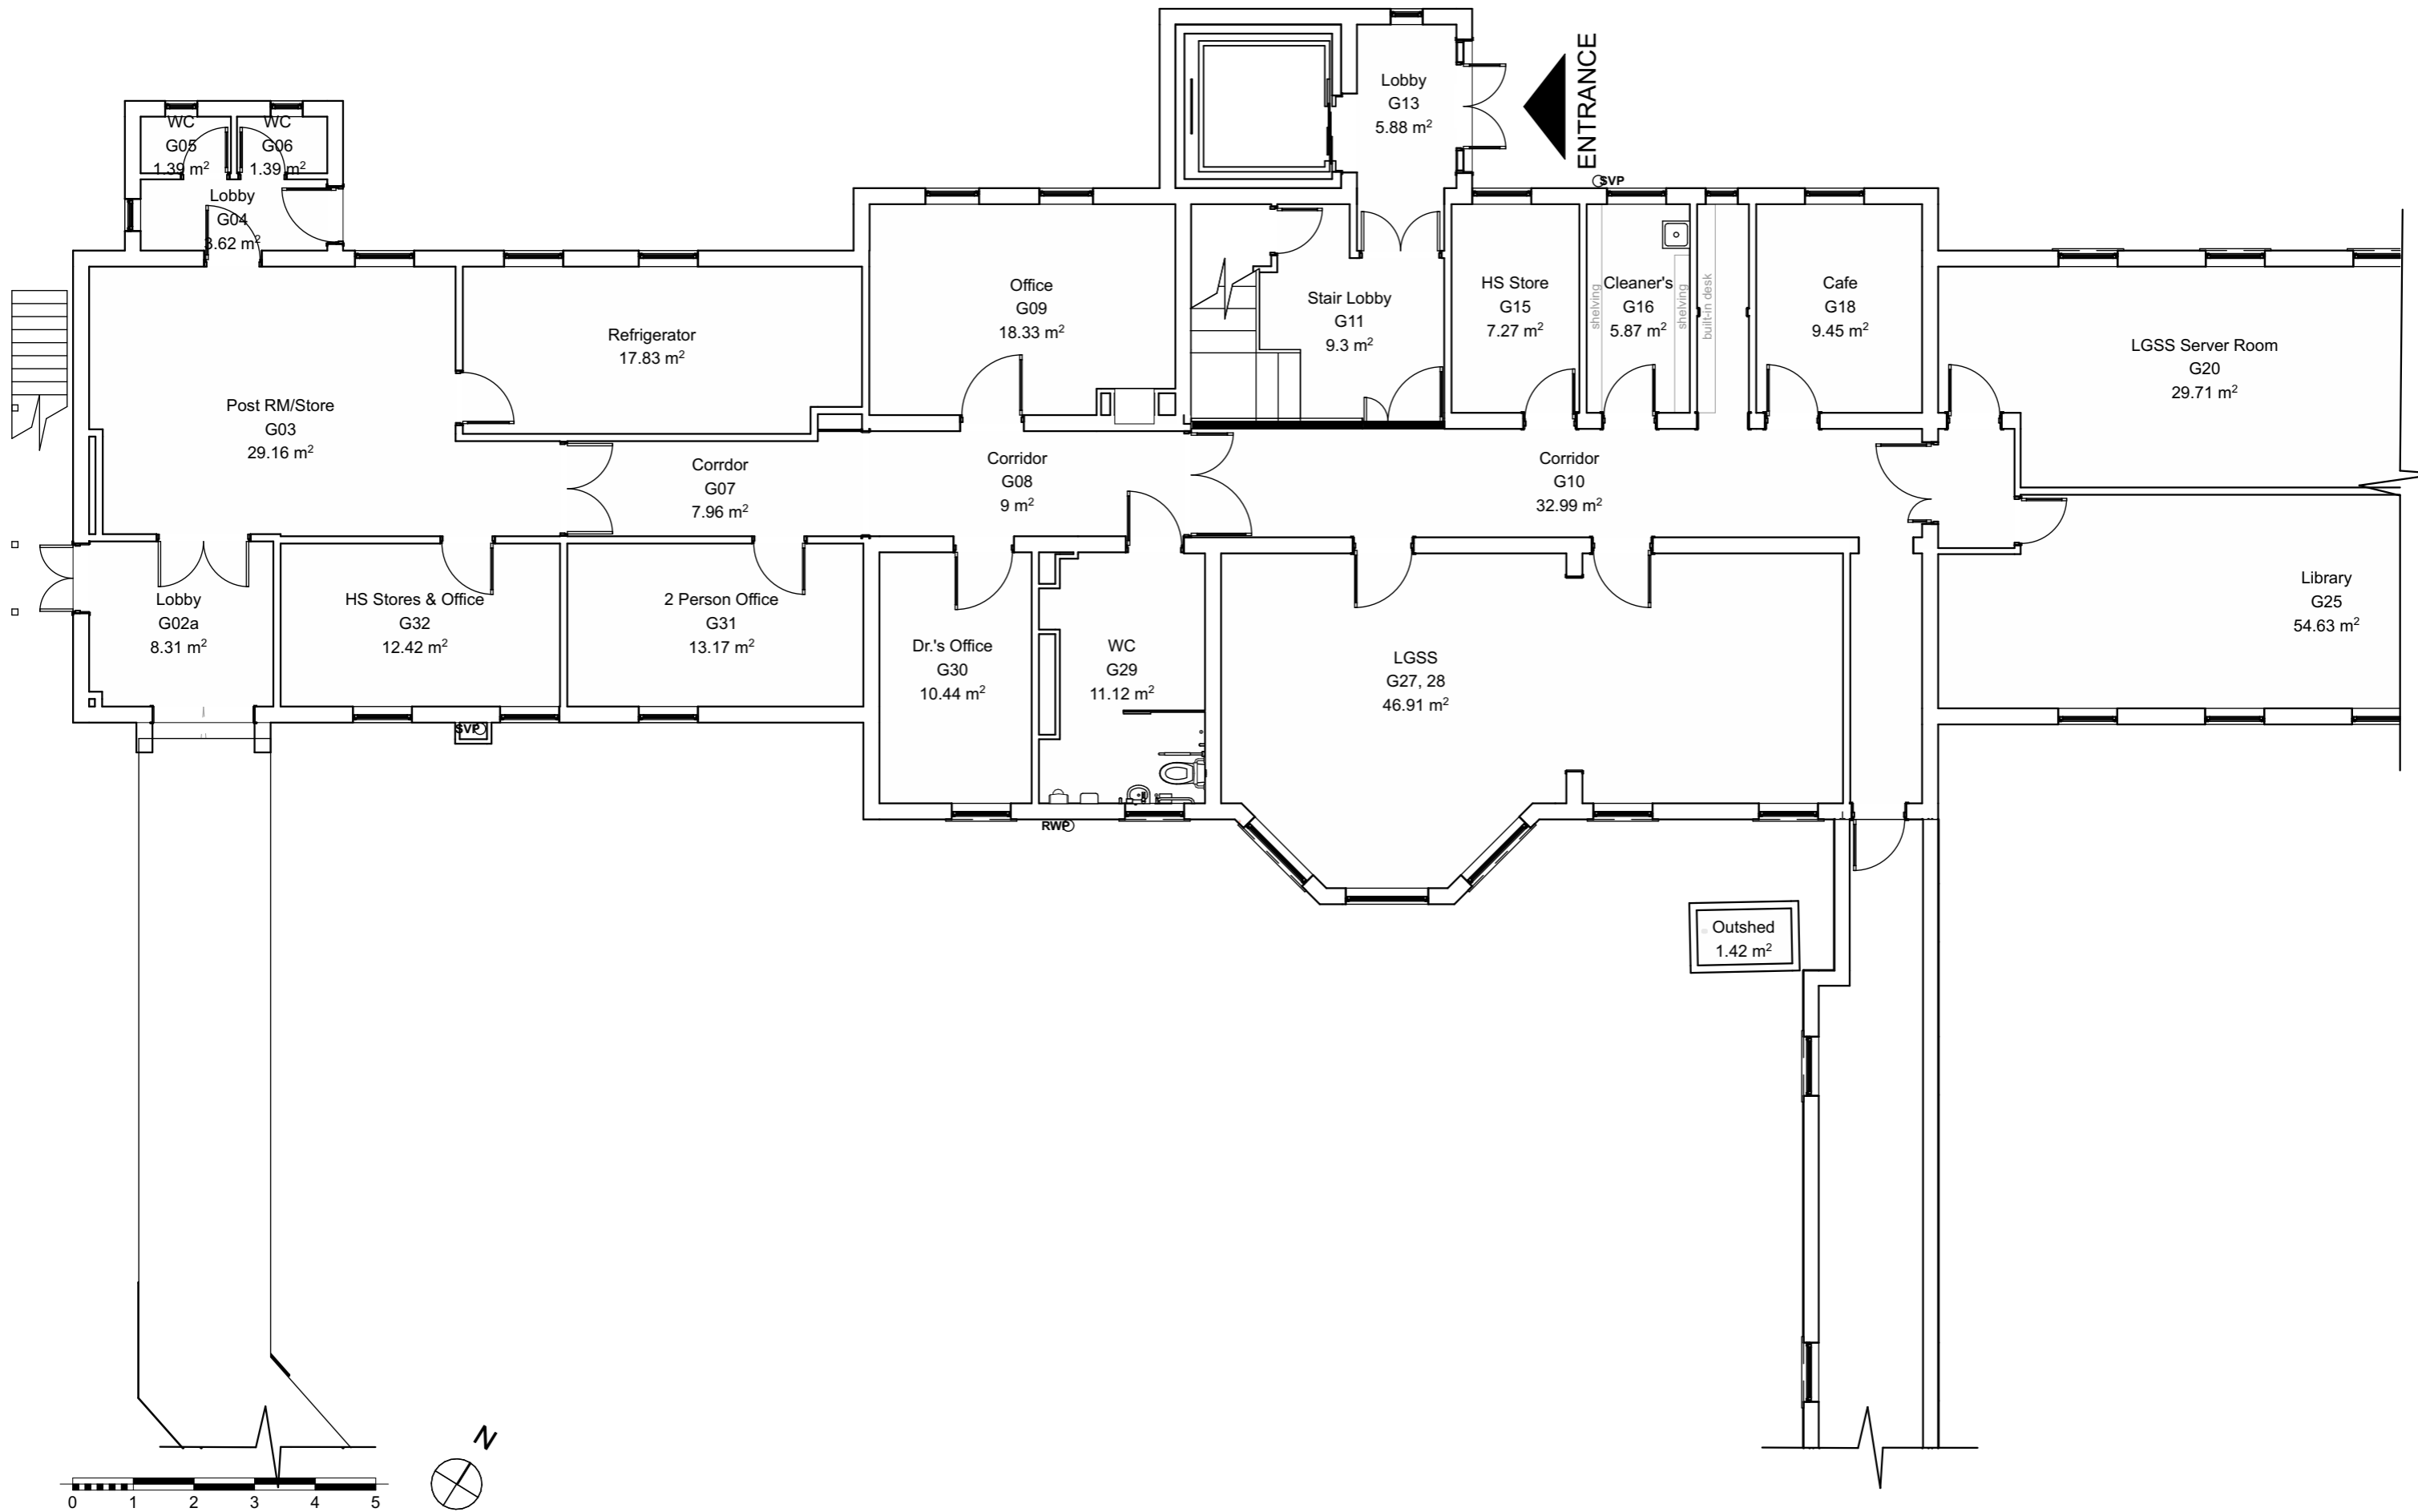 ENTRANCE
Lobby
G13
5.88 m²
WC
G05
1.39 m²
WC
G06
1.39 m²
Lobby
G04
3.62 m²
SVP
Office
G09
18.33 m²
Stair Lobby
G11
9.3 m²
HS Store
G15
7.27 m²
shelving
Cleaner's
G16
5.87 m²
shelving
built-in desk
Cafe
G18
9.45 m²
LGSS Server Room
G20
29.71 m²
Refrigerator
17.83 m²
Post RM/Store
G03
29.16 m²
Corrdor
G07
7.96 m²
Corridor
G08
9 m²
Corridor
G10
32.99 m²
Lobby
G02a
8.31 m²
HS Stores & Office
G32
12.42 m²
2 Person Office
G31
13.17 m²
Dr.'s Office
G30
10.44 m²
WC
G29
11.12 m²
LGSS
G27, 28
46.91 m²
Library
G25
54.63 m²
SVP
RWP
Outshed
1.42 m²
N
0 1 2 3 4 5